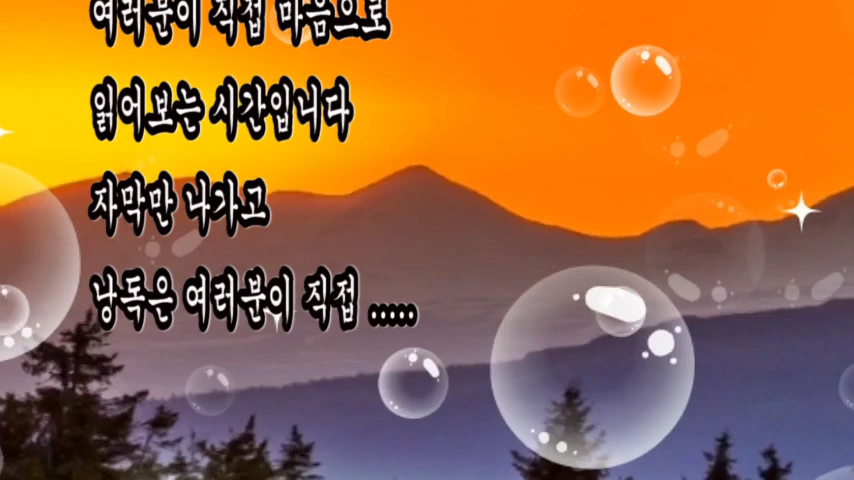 여러분이 직접 마음으로
읽어보는 시간입니다
자막만 나가고
낭독은 여러분이 직접 .....